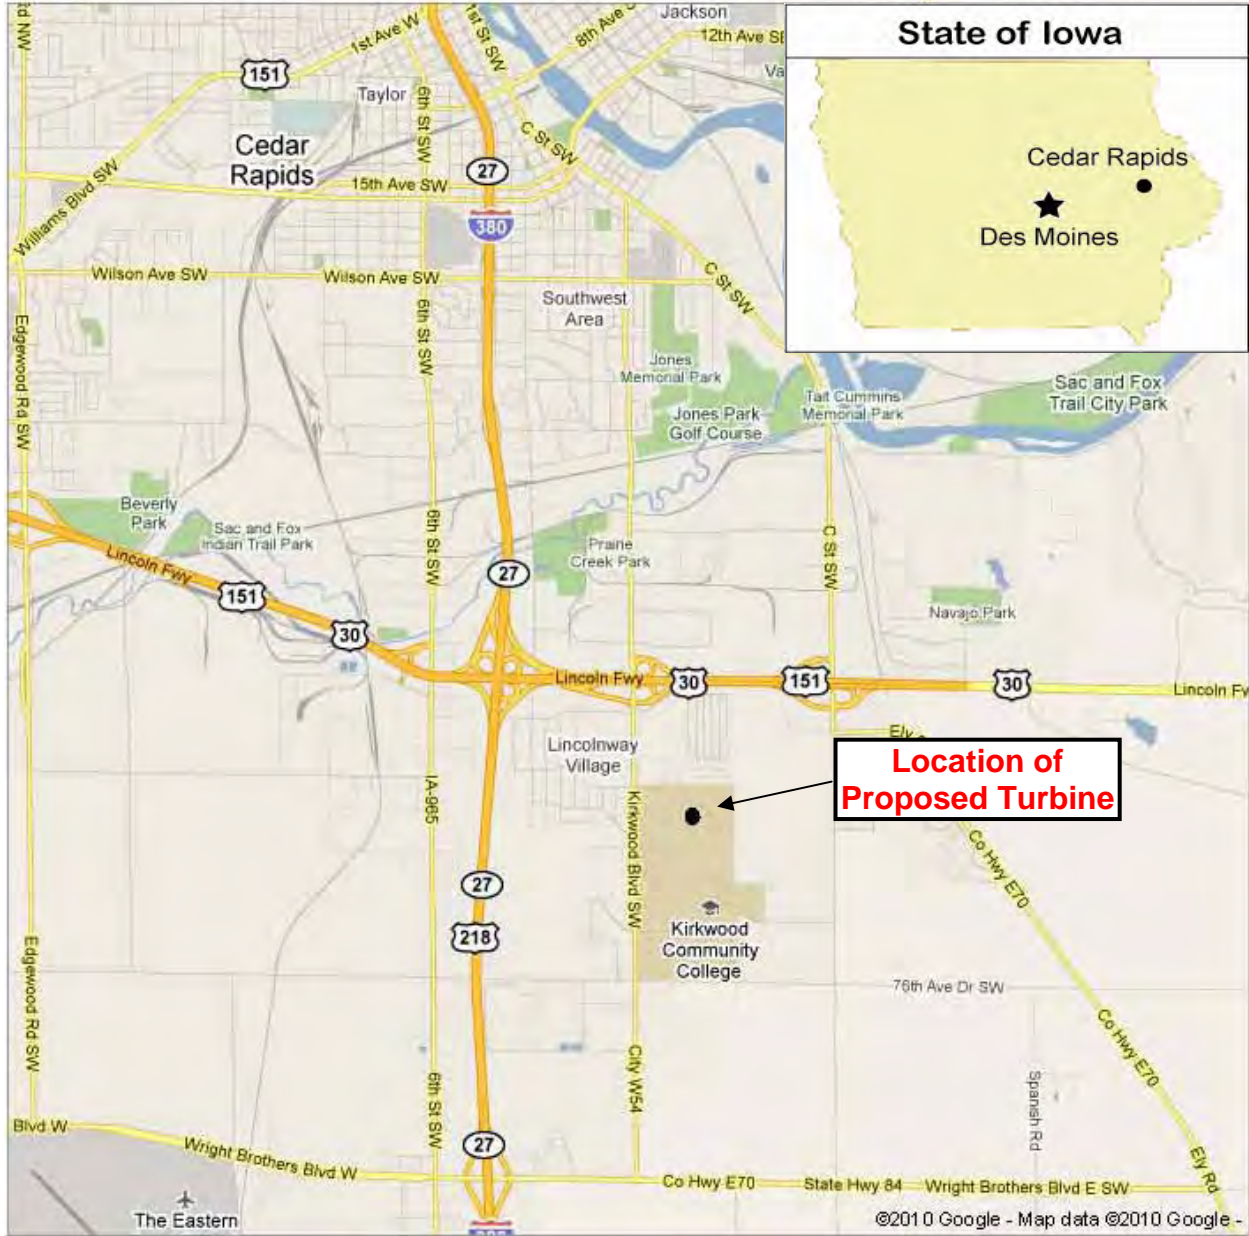 Rd NW
1st Ave W
1st St SW
8th Ave S
Jackson
12th Ave SE
Va
State of Iowa
Cedar Rapids
Des Moines
151
Taylor
6th St SW
Cedar
Rapids
C St SW
27
15th Ave SW
Williams Blvd SW
380
Wilson Ave SW
Wilson Ave SW
C St SW
Southwest
Area
6th St SW
Edgewood Rd SW
Jones
Memorial Park
Jones Park
Golf Course
Tait Cummins
Memorial Park
Sac and Fox
Trail City Park
Beverly
Park
Sac and Fox
Indian Trail Park
6th St SW
Prairie
Creek Park
C St SW
Lincoln Fwy
27
151
30
Navajo Park
Lincoln Fwy
30
151
30
Lincoln Fw
Ely
Lincolnway
Village
Location of
Proposed Turbine
IA-965
Kirkwood Blvd SW
Co Hwy E70
27
218
Kirkwood
Community
College
Edgewood Rd SW
76th Ave Dr SW
Co Hwy E70
City W54
6th St SW
Spanish Rd
Blvd W
Wright Brothers Blvd W
27
Ely Rd
Co Hwy E70
State Hwy 84
Wright Brothers Blvd E SW
The Eastern
©2010 Google - Map data ©2010 Google -